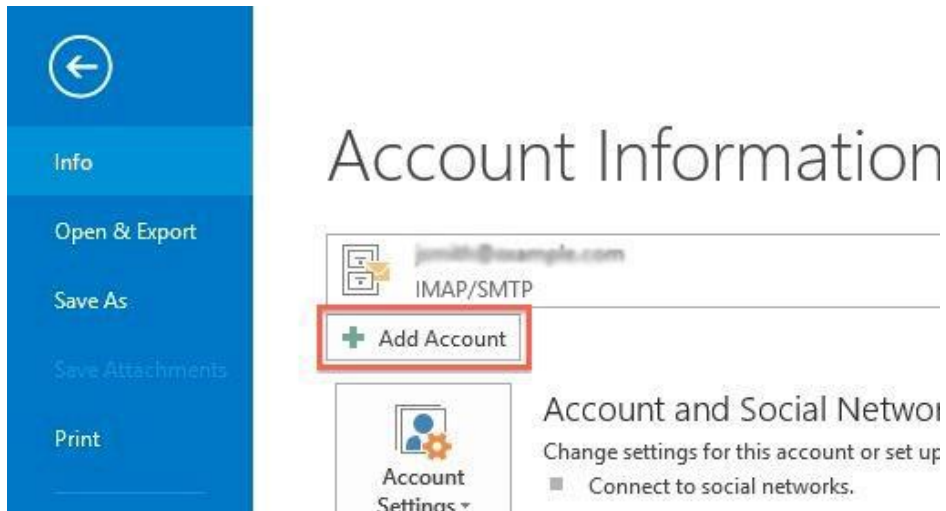 Info
Open & Export
Save As
Save Attachments
Print
Account Information
IMAP/SMTP
Add Account
Account
Settings
Account and Social Networ
Change settings for this account or set up
Connect to social networks.